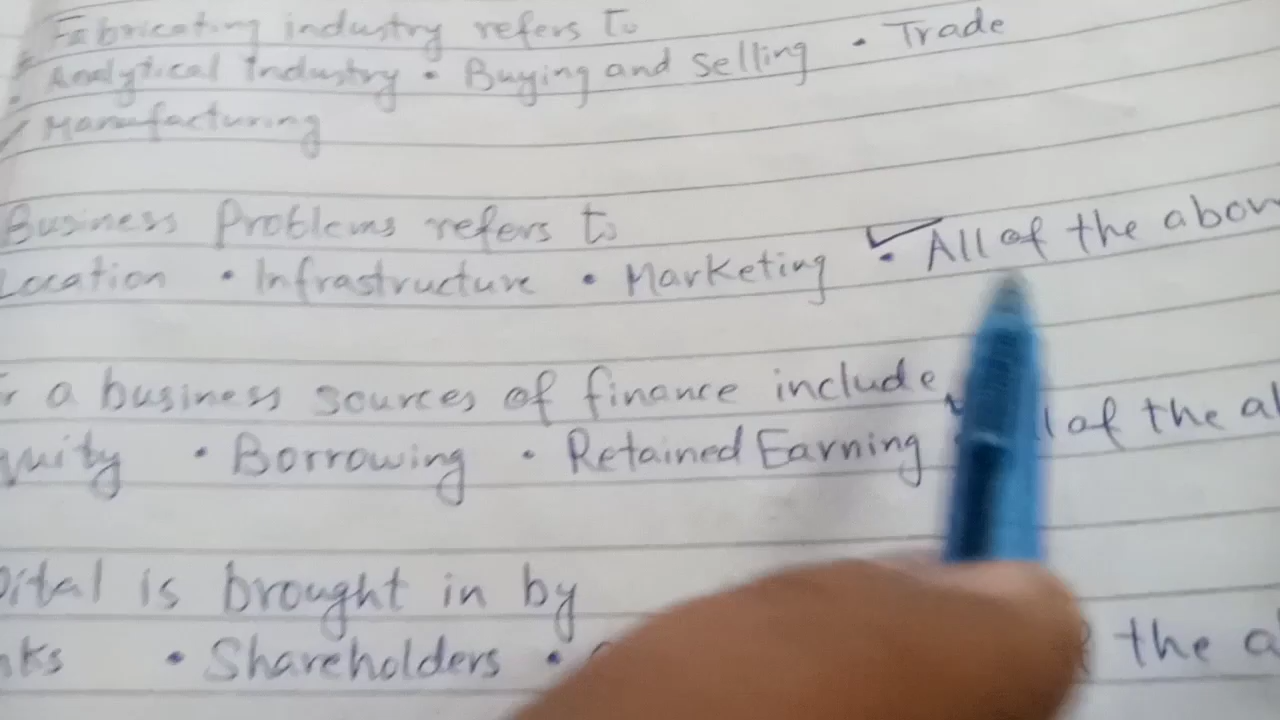 Fabricating industry refers to
Analytical Industry • Buying and selling • Trade
Manufacturing
Business Problems refers to
Location • Infrastructure • Marketing • All of the abov
a business sources of finance include
• Borrowing • Retained Earning of the
is brought in by
• Shareholders • the